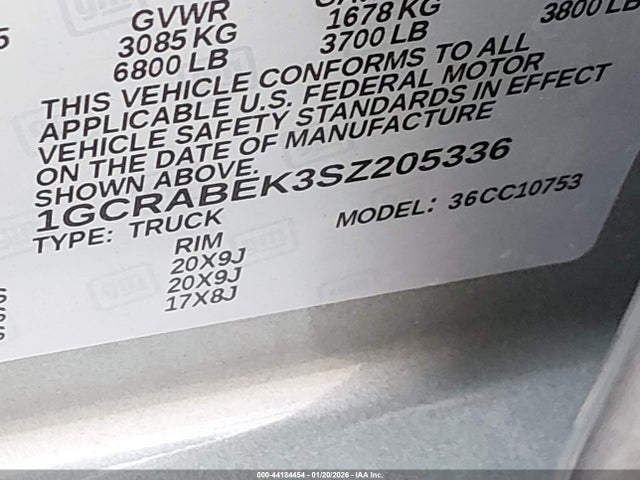 GVWR
3085 KG
6800 LB
1678 KG
3700 LB
3800 LB
THIS VEHICLE CONFORMS TO ALL
APPLICABLE U.S. FEDERAL MOTOR
VEHICLE SAFETY STANDARDS IN EFFECT
ON THE DATE OF MANUFACTURE
SHOWN ABOVE.
1GCRABEK3SZ205336
TYPE: TRUCK
MODEL: 36CC10753
RIM
20X9J
20X9J
17X8J
000-44184454 - 01/20/2026 - IAA Inc.